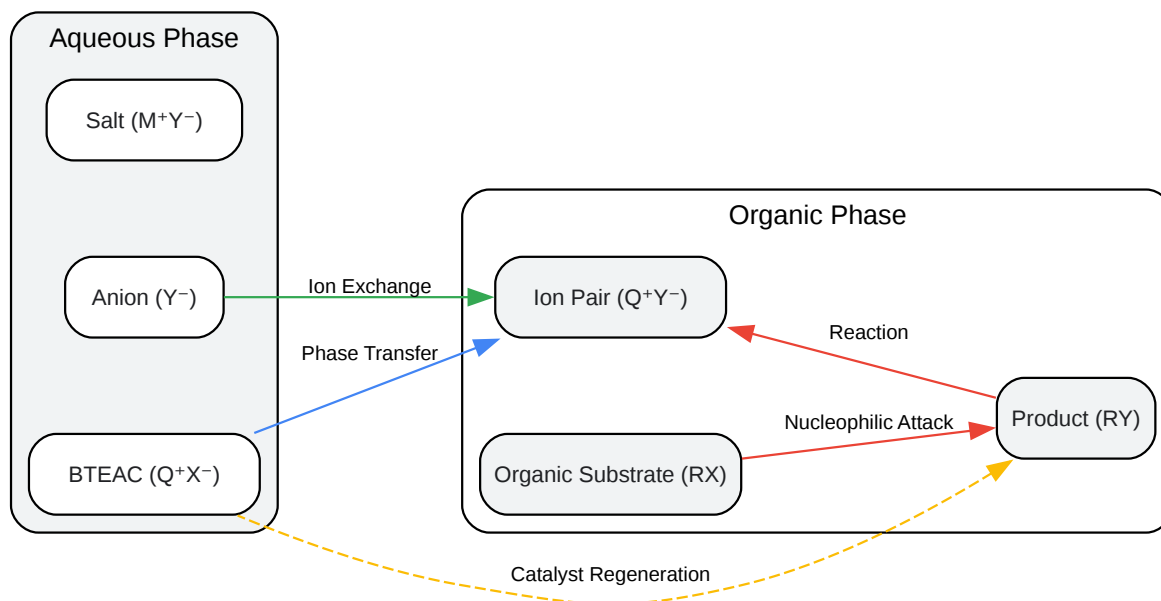 Aqueous Phase
Salt (M⁺Y⁻)
Organic Phase
Anion (Y⁻)
Ion Exchange
Ion Pair (Q⁺Y⁻)
Reaction
Phase Transfer
Product (RY)
Nucleophilic Attack
BTEAC (Q⁺X⁻)
Organic Substrate (RX)
Catalyst Regeneration